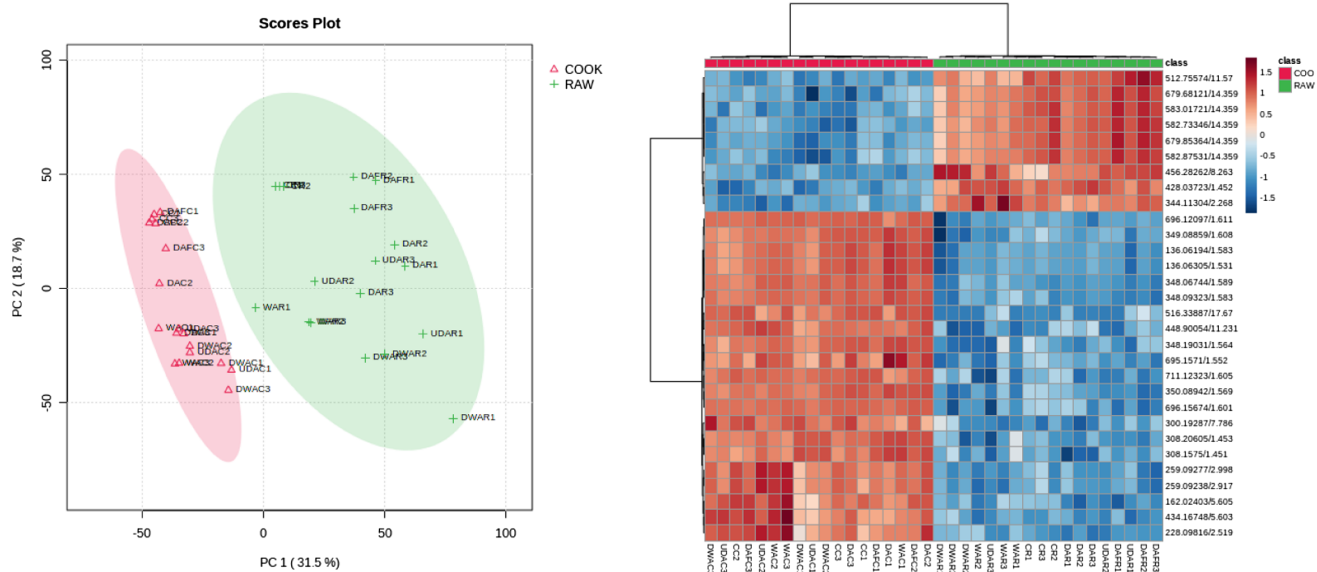 Scores Plot
PC 2 ( 18.7 %)
100
50
0
-50
-50
0
50
100
PC 1 ( 31.5 %)
COOK
RAW
DAFC1
DAFC3
DAC2
DWAC2
UDAC2
DWAC1
UDAC1
DWAC3
DAFR2
DAFR1
DAFR3
DAR2
UDAR3
DAR1
UDAR2
DAR3
WAR1
UDAR1
DWAR2
DWAR3
DWAR1
class
512.75574/11.57
679.68121/14.359
583.01721/14.359
582.73346/14.359
679.85364/14.359
582.87531/14.359
456.28262/8.263
428.03723/1.452
344.11304/2.268
696.12097/1.611
349.08859/1.608
136.06194/1.583
136.06305/1.531
348.06744/1.589
348.09323/1.583
516.33887/17.67
448.90054/11.231
348.19031/1.564
695.1571/1.552
711.12323/1.605
350.08942/1.569
696.15674/1.601
300.19287/7.786
308.20605/1.453
308.1575/1.451
259.09277/2.998
259.09238/2.917
162.02403/5.605
434.16748/5.603
228.09816/2.519
1.5
1
0.5
0
-0.5
-1
-1.5
class
COO
RAW
CC2
WAC2
WAC3
CC3
DAC3
CC1
DAFC1
DAC1
WAC1
DAC2
WAR3
WAR1
CR1
CR3
CR2
DAR1
DAR2
DAR3